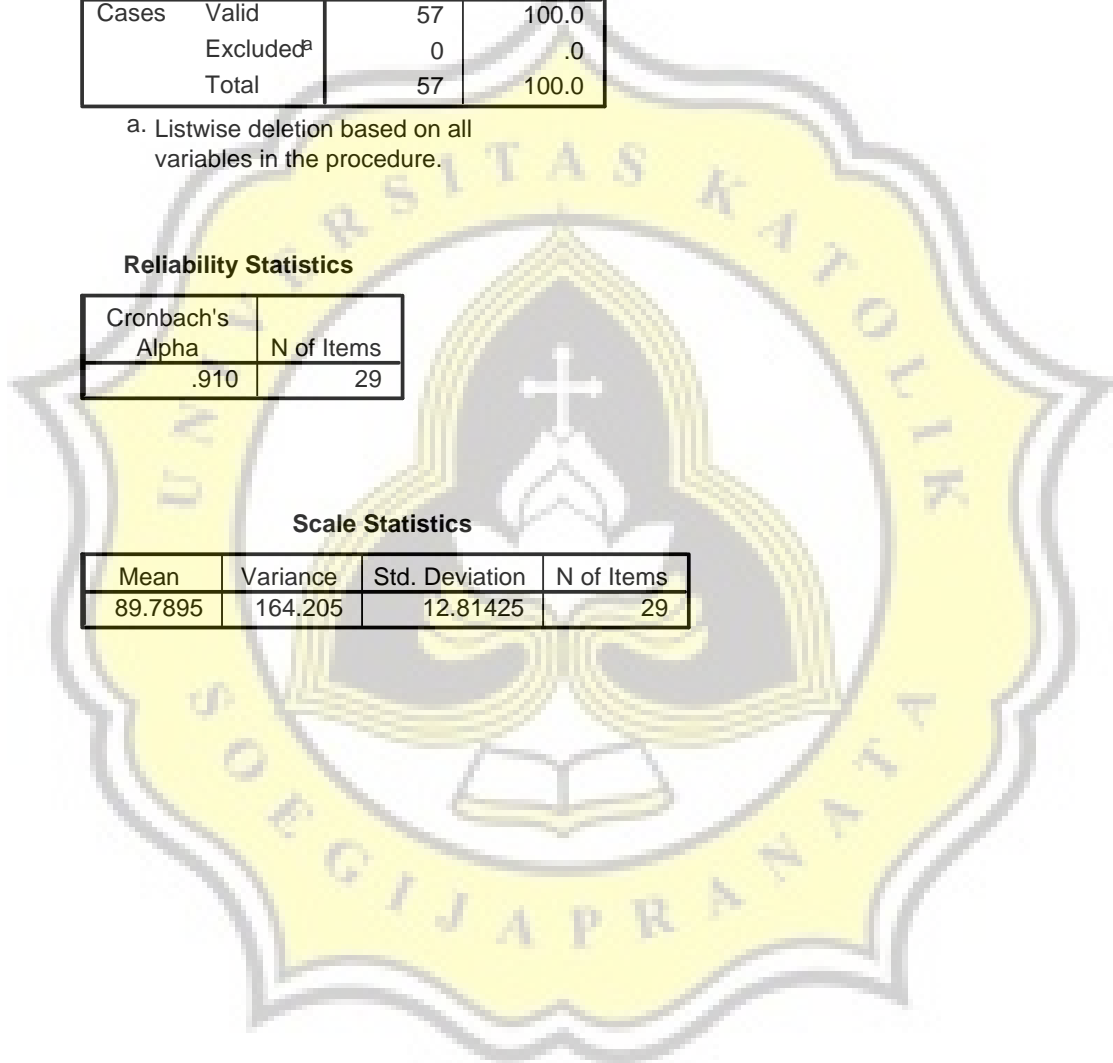 Cases Valid 57 100.0
Excludeda 0 .0
Total 57 100.0
a. Listwise deletion based on all
variables in the procedure.
Reliability Statistics
Cronbach's
Alpha N of Items
.910 29
Scale Statistics
Mean Variance Std. Deviation N of Items
89.7895 164.205 12.81425 29
UNIVERSITAS KATOLIK
SOEGIJAPRANATA